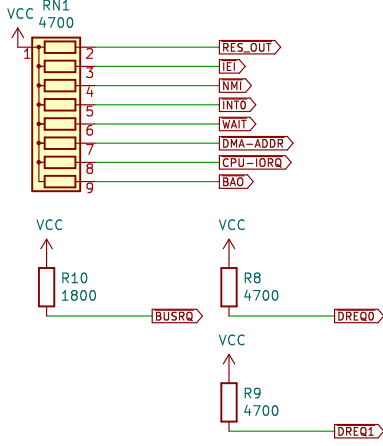 RN1
VCC 4700
1 2 RES_OUT
3 IEI
4 NMI
5 INT0
6 WAIT
7 DMA-ADDR
8 CPU-IORQ
9 BAO
VCC VCC
R10 R8
1800 4700
BUSRQ DREQ0
VCC
R9
4700
DREQ1